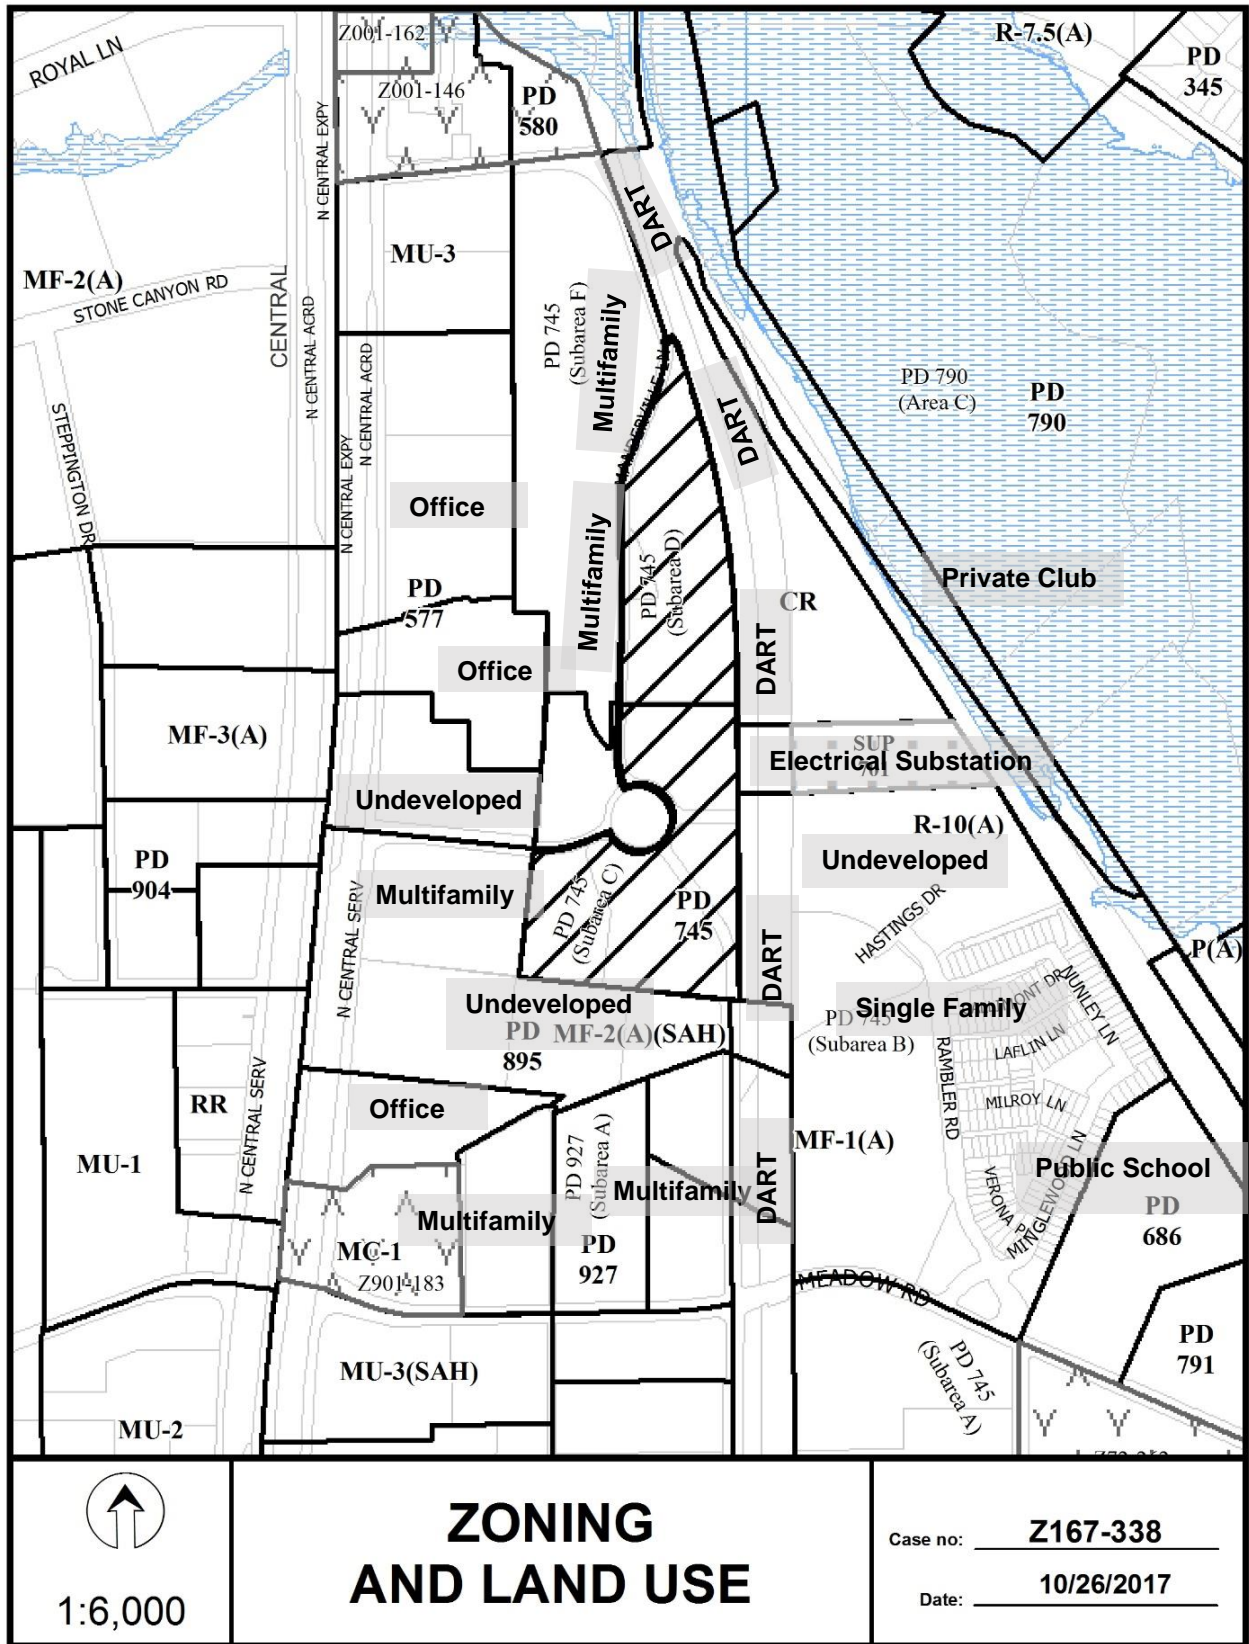 Z001-162
R-7.5(A)
ROYAL LN
PD
345
Z001-146
PD
580
N CENTRAL EXPY
DART
MU-3
MF-2(A)
STONE CANYON RD
CENTRAL
N CENTRAL ACRD
PD 745
(Subarea F)
Multifamily
N CENTRAL ACRD
PD 790
(Area C)
PD
790
DART
STEPPINGTON DR
N CENTRAL EXPY
Office
Multifamily
PD 745
(Subarea D)
Private Club
PD
577
CR
DART
Office
MF-3(A)
SUP
701
Electrical Substation
Undeveloped
R-10(A)
Undeveloped
PD
904
Multifamily
N CENTRAL SERV
PD 745
(Subarea C)
PD
745
HASTINGS DR
DART
P(A)
NUNLEY LN
Undeveloped
Single Family
PD 745
(Subarea B)
PD
895
MF-2(A)(SAH)
LAFLIN LN
RAMBLER RD
N CENTRAL SERV
RR
Office
MILROY LN
MU-1
PD 927
(Subarea A)
DART
MF-1(A)
MINGLEWOOD LN
VERONA PL
Public School
Multifamily
Multifamily
PD
686
MC-1
Z901-183
PD
927
MEADOW RD
PD
791
PD 745
(Subarea A)
MU-3(SAH)
MU-2
1:6,000
ZONING
AND LAND USE
Case no: Z167-338
Date: 10/26/2017